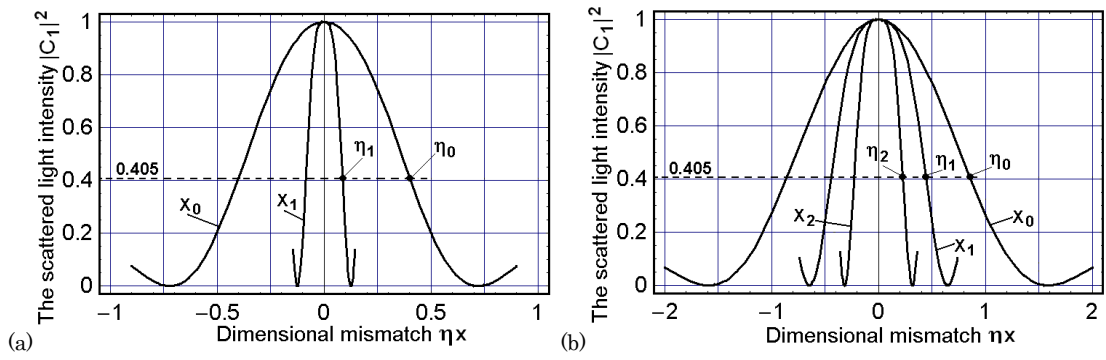 The scattered light intensity |C₁|²
1
0.8
0.6
0.4
0.2
0
0.405
η₁
η₀
X₀
X₁
−1
−0.5
0
0.5
1
Dimensional mismatch ηx
(a)
The scattered light intensity |C₁|²
1
0.8
0.6
0.4
0.2
0
0.405
η₂
η₁
η₀
X₂
X₁
X₀
−2
−1
0
1
2
Dimensional mismatch ηx
(b)